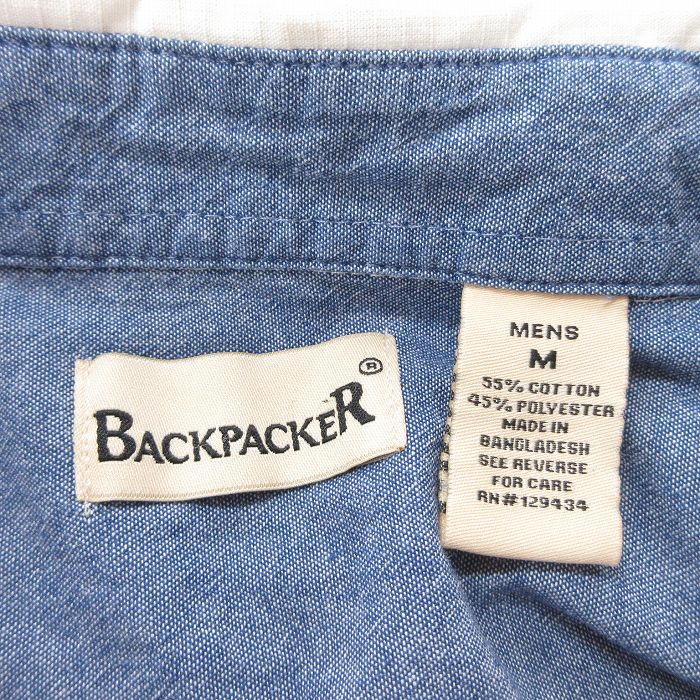 BACKPACKER®
MENS
M
55% COTTON
45% POLYESTER
MADE IN
BANGLADESH
SEE REVERSE
FOR CARE
RN#129434